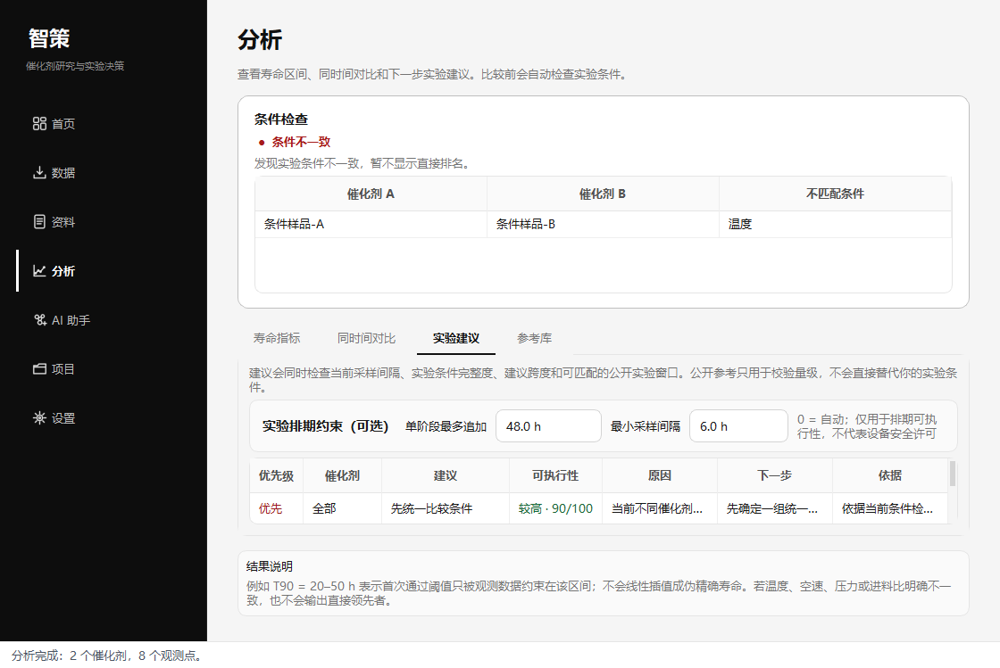 智策
催化剂研究与实验决策
首页
数据
资料
分析
AI 助手
项目
设置
分析
查看寿命区间、同时间对比和下一步实验建议。比较前会自动检查实验条件。
条件检查
● 条件不一致
发现实验条件不一致，暂不显示直接排名。
催化剂 A 催化剂 B 不匹配条件
条件样品-A 条件样品-B 温度
寿命指标 同时间对比 实验建议 参考库
建议会同时检查当前采样间隔、实验条件完整度、建议跨度和可匹配的公开实验窗口。公开参考只用于校验量级，不会直接替代你的实验条
件。
实验排期约束（可选） 单阶段最多追加 48.0 h 最小采样间隔 6.0 h 0 = 自动；仅用于排期可执
行性，不代表设备安全许可
优先级 催化剂 建议 可执行性 原因 下一步 依据
优先 全部 先统一比较条件 较高 · 90/100 当前不同催化剂... 先确定一组统一... 依据当前条件检...
结果说明
例如 T90 = 20–50 h 表示首次通过阈值只被观测数据约束在该区间；不会线性插值成伪精确寿命。若温度、空速、压力或进料比明确不一
致，也不会输出直接领先者。
分析完成：2 个催化剂，8 个观测点。